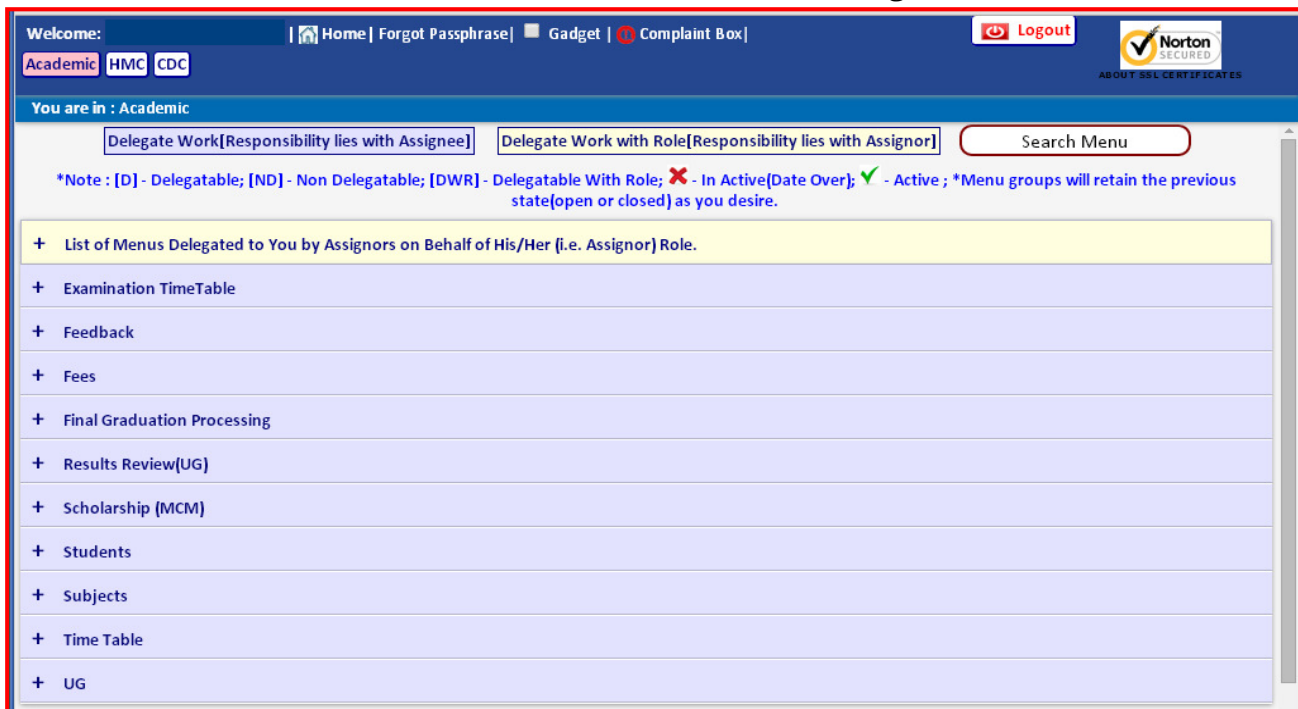 Welcome: | Home| Forgot Passphrase| Gadget | Complaint Box| Logout
Norton
SECURED
ABOUT SSL CERTIFICATES
Academic HMC CDC
You are in : Academic
Delegate Work[Responsibility lies with Assignee] Delegate Work with Role[Responsibility lies with Assignor] Search Menu
*Note : [D] - Delegatable; [ND] - Non Delegatable; [DWR] - Delegatable With Role; ✘ - In Active(Date Over); ✔ - Active ; *Menu groups will retain the previous
state(open or closed) as you desire.
+ List of Menus Delegated to You by Assignors on Behalf of His/Her (i.e. Assignor) Role.
+ Examination TimeTable
+ Feedback
+ Fees
+ Final Graduation Processing
+ Results Review(UG)
+ Scholarship (MCM)
+ Students
+ Subjects
+ Time Table
+ UG